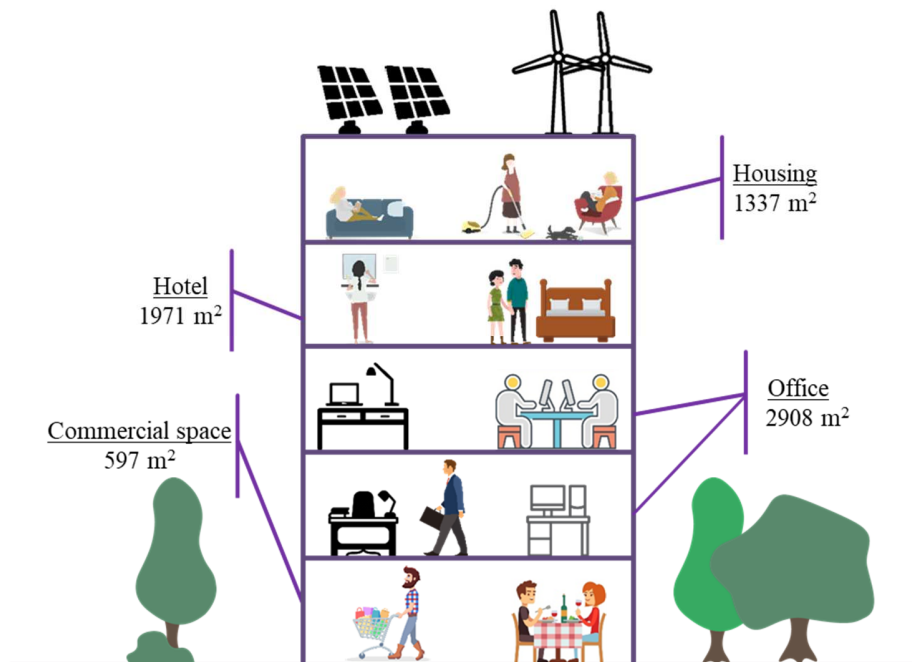 Housing
1337 m²
Hotel
1971 m²
Office
2908 m²
Commercial space
597 m²